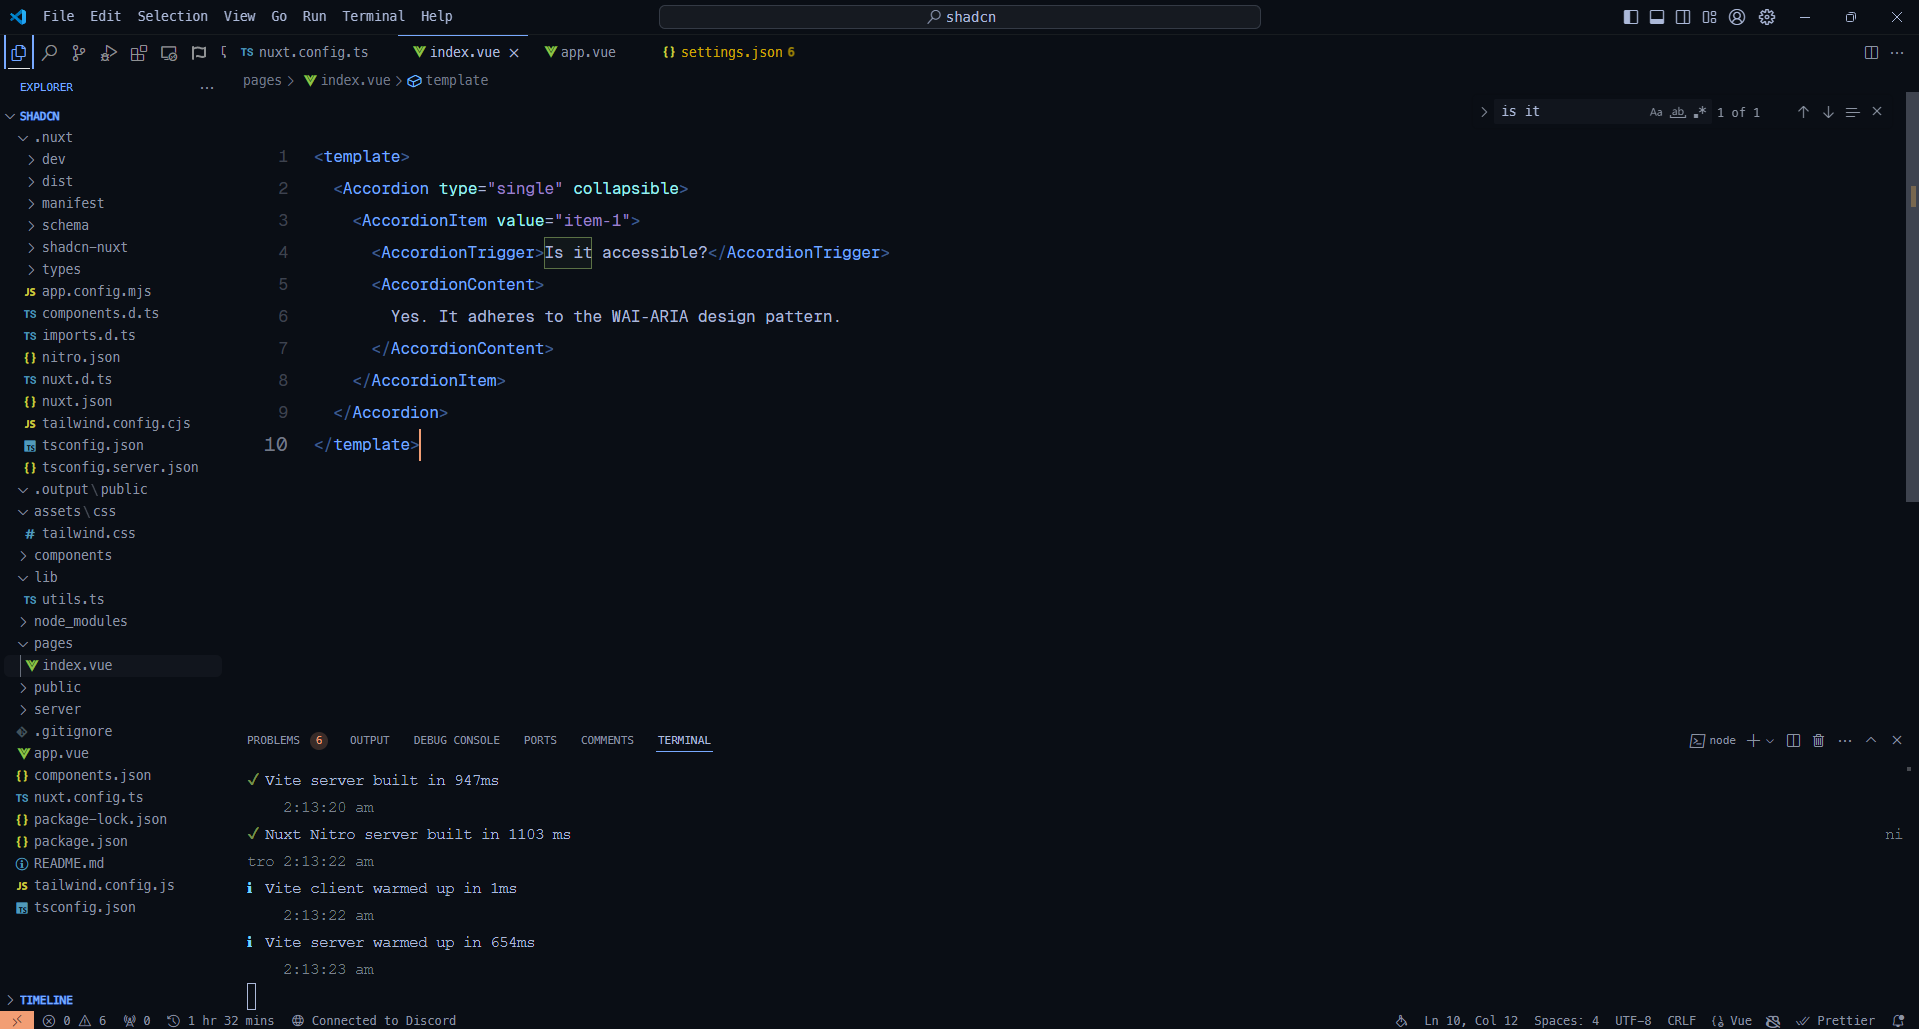 File Edit Selection View Go Run Terminal Help
shadcn
TS nuxt.config.ts
index.vue
app.vue
{} settings.json 6
EXPLORER
pages > index.vue > template
is it
Aa ab .* 1 of 1
SHADCN
.nuxt
dev
dist
manifest
schema
shadcn-nuxt
types
JS app.config.mjs
TS components.d.ts
TS imports.d.ts
{} nitro.json
TS nuxt.d.ts
{} nuxt.json
JS tailwind.config.cjs
TS tsconfig.json
{} tsconfig.server.json
.output\public
assets\css
# tailwind.css
components
lib
TS utils.ts
node_modules
pages
index.vue
public
server
.gitignore
app.vue
{} components.json
TS nuxt.config.ts
{} package-lock.json
{} package.json
README.md
JS tailwind.config.js
TS tsconfig.json
TIMELINE
1 <template>
2 <Accordion type="single" collapsible>
3 <AccordionItem value="item-1">
4 <AccordionTrigger>Is it accessible?</AccordionTrigger>
5 <AccordionContent>
6 Yes. It adheres to the WAI-ARIA design pattern.
7 </AccordionContent>
8 </AccordionItem>
9 </Accordion>
10 </template>
PROBLEMS 6 OUTPUT DEBUG CONSOLE PORTS COMMENTS TERMINAL
node
✓ Vite server built in 947ms
2:13:20 am
✓ Nuxt Nitro server built in 1103 ms ni
tro 2:13:22 am
ℹ Vite client warmed up in 1ms
2:13:22 am
ℹ Vite server warmed up in 654ms
2:13:23 am
0 6 0 1 hr 32 mins Connected to Discord
Ln 10, Col 12 Spaces: 4 UTF-8 CRLF {} Vue Prettier